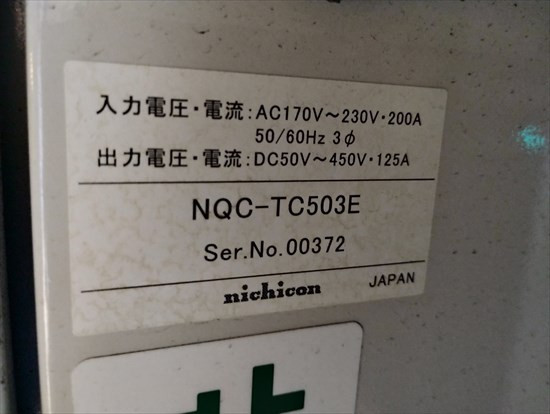 入力電圧・電流:AC170V～230V・200A
50/60Hz 3φ
出力電圧・電流:DC50V～450V・125A
NQC-TC503E
Ser.No.00372
nichicon JAPAN